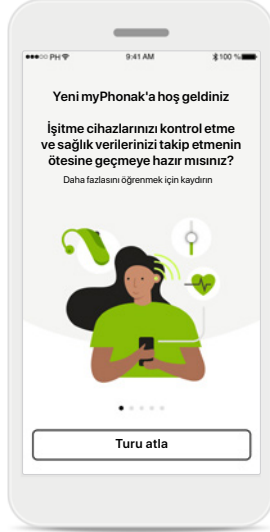 PH 9:41 AM 100 %
Yeni myPhonak'a hoş geldiniz
İşitme cihazlarınızı kontrol etme
ve sağlık verilerinizi takip etmenin
ötesine geçmeye hazır mısınız?
Daha fazlasını öğrenmek için kaydırın
Turu atla